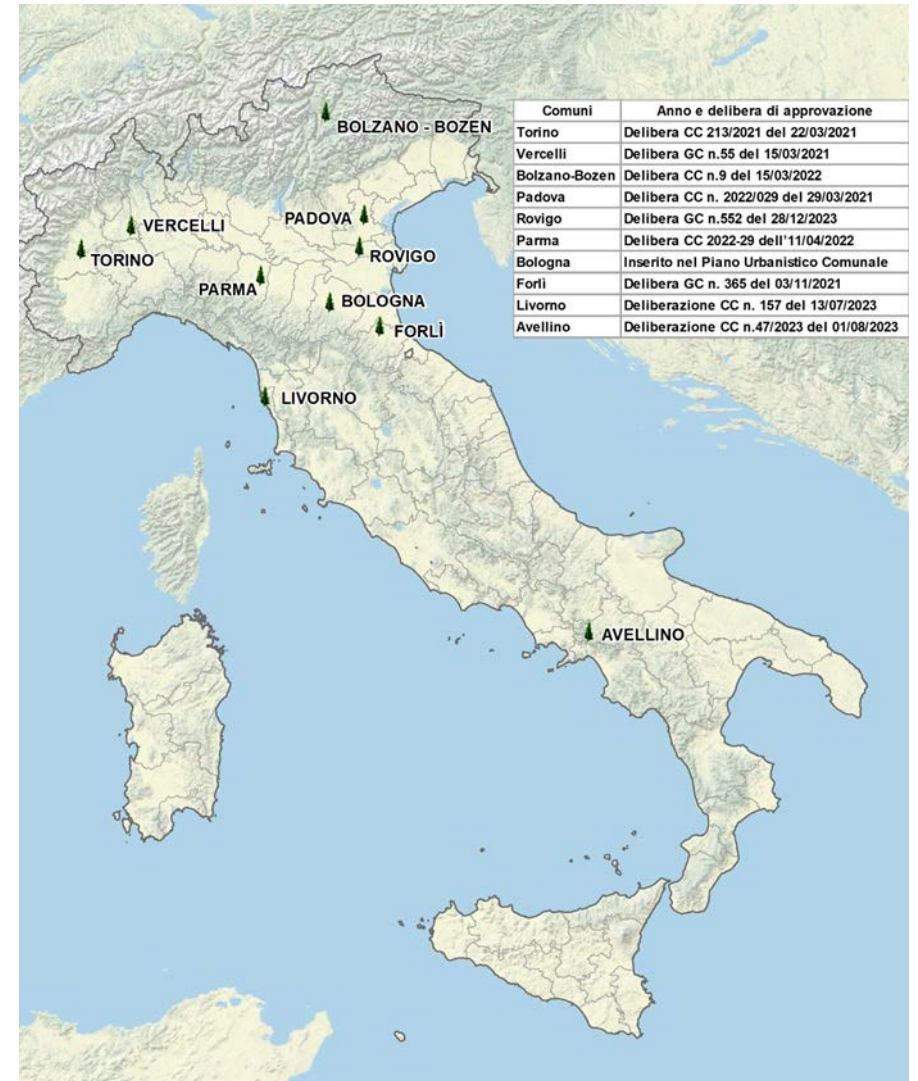 BOLZANO - BOZEN
Comuni Anno e delibera di approvazione
Torino Delibera CC 213/2021 del 22/03/2021
Vercelli Delibera GC n.55 del 15/03/2021
Bolzano-Bozen Delibera CC n.9 del 15/03/2022
Padova Delibera CC n. 2022/029 del 29/03/2021
Rovigo Delibera GC n.552 del 28/12/2023
Parma Delibera CC 2022-29 dell'11/04/2022
Bologna Inserito nel Piano Urbanistico Comunale
Forlì Delibera GC n. 365 del 03/11/2021
Livorno Deliberazione CC n. 157 del 13/07/2023
Avellino Deliberazione CC n.47/2023 del 01/08/2023
PADOVA
VERCELLI
ROVIGO
TORINO
PARMA
BOLOGNA
FORLÌ
LIVORNO
AVELLINO